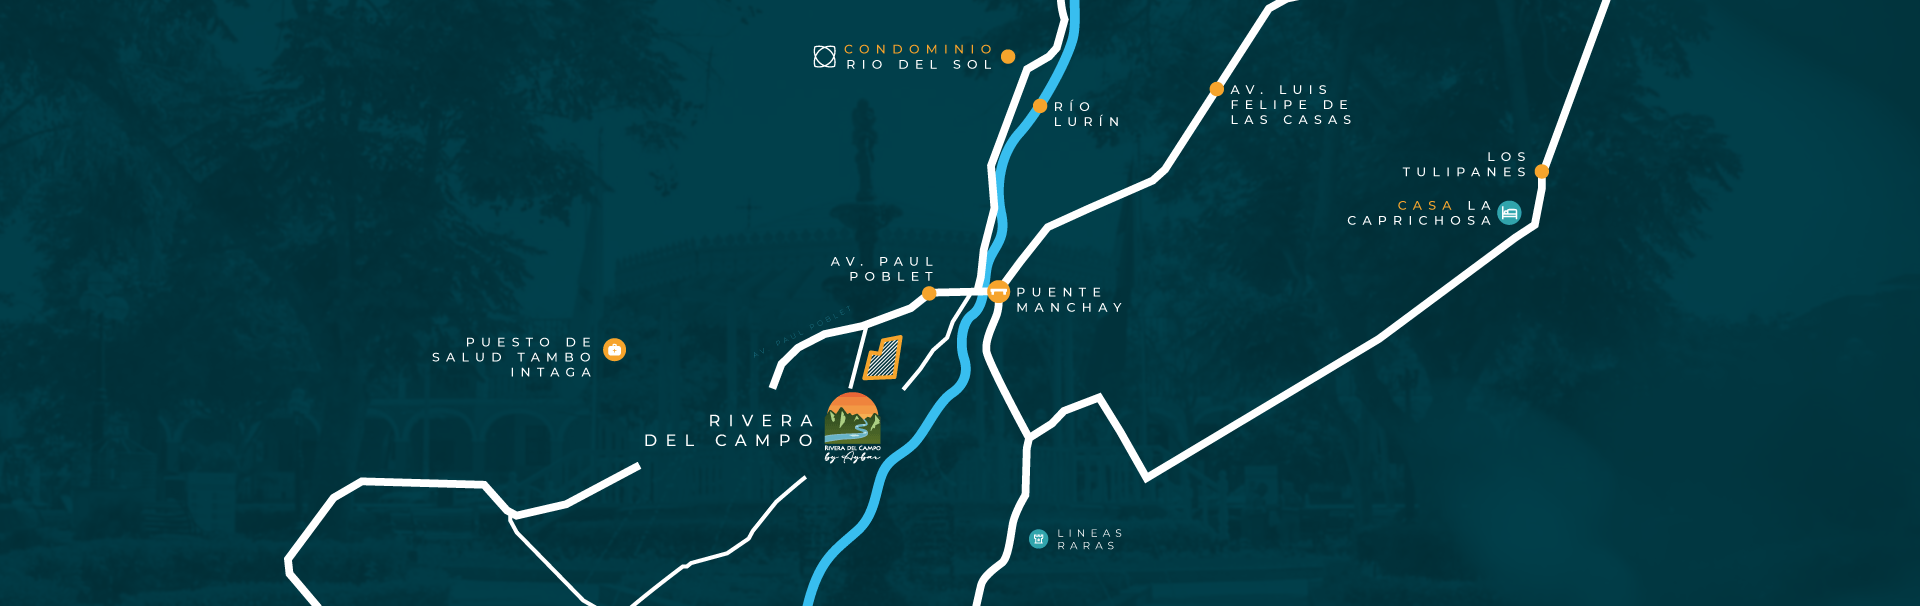 CONDOMINIO
RIO DEL SOL
RÍO
LURÍN
AV. LUIS
FELIPE DE
LAS CASAS
LOS
TULIPANES
CASA LA
CAPRICHOSA
AV. PAUL
POBLET
PUENTE
MANCHAY
AV. PAUL POBLET
PUESTO DE
SALUD TAMBO
INTAGA
RIVERA
DEL CAMPO
RIVERA DEL CAMPO
by Aybar
LINEAS
RARAS